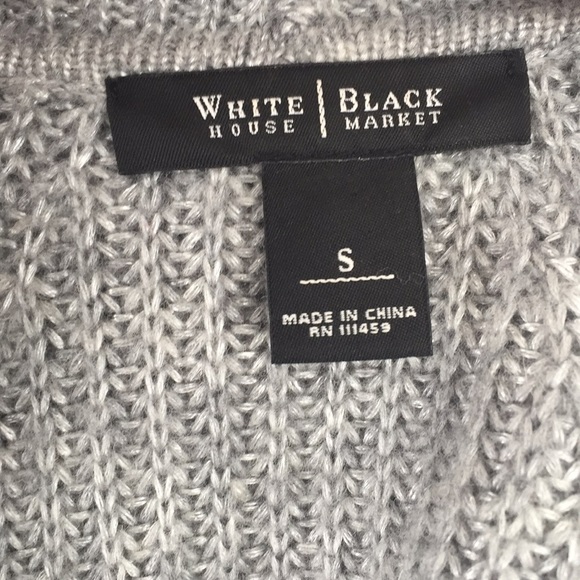 WHITE | BLACK
HOUSE | MARKET
S
MADE IN CHINA
RN 111459